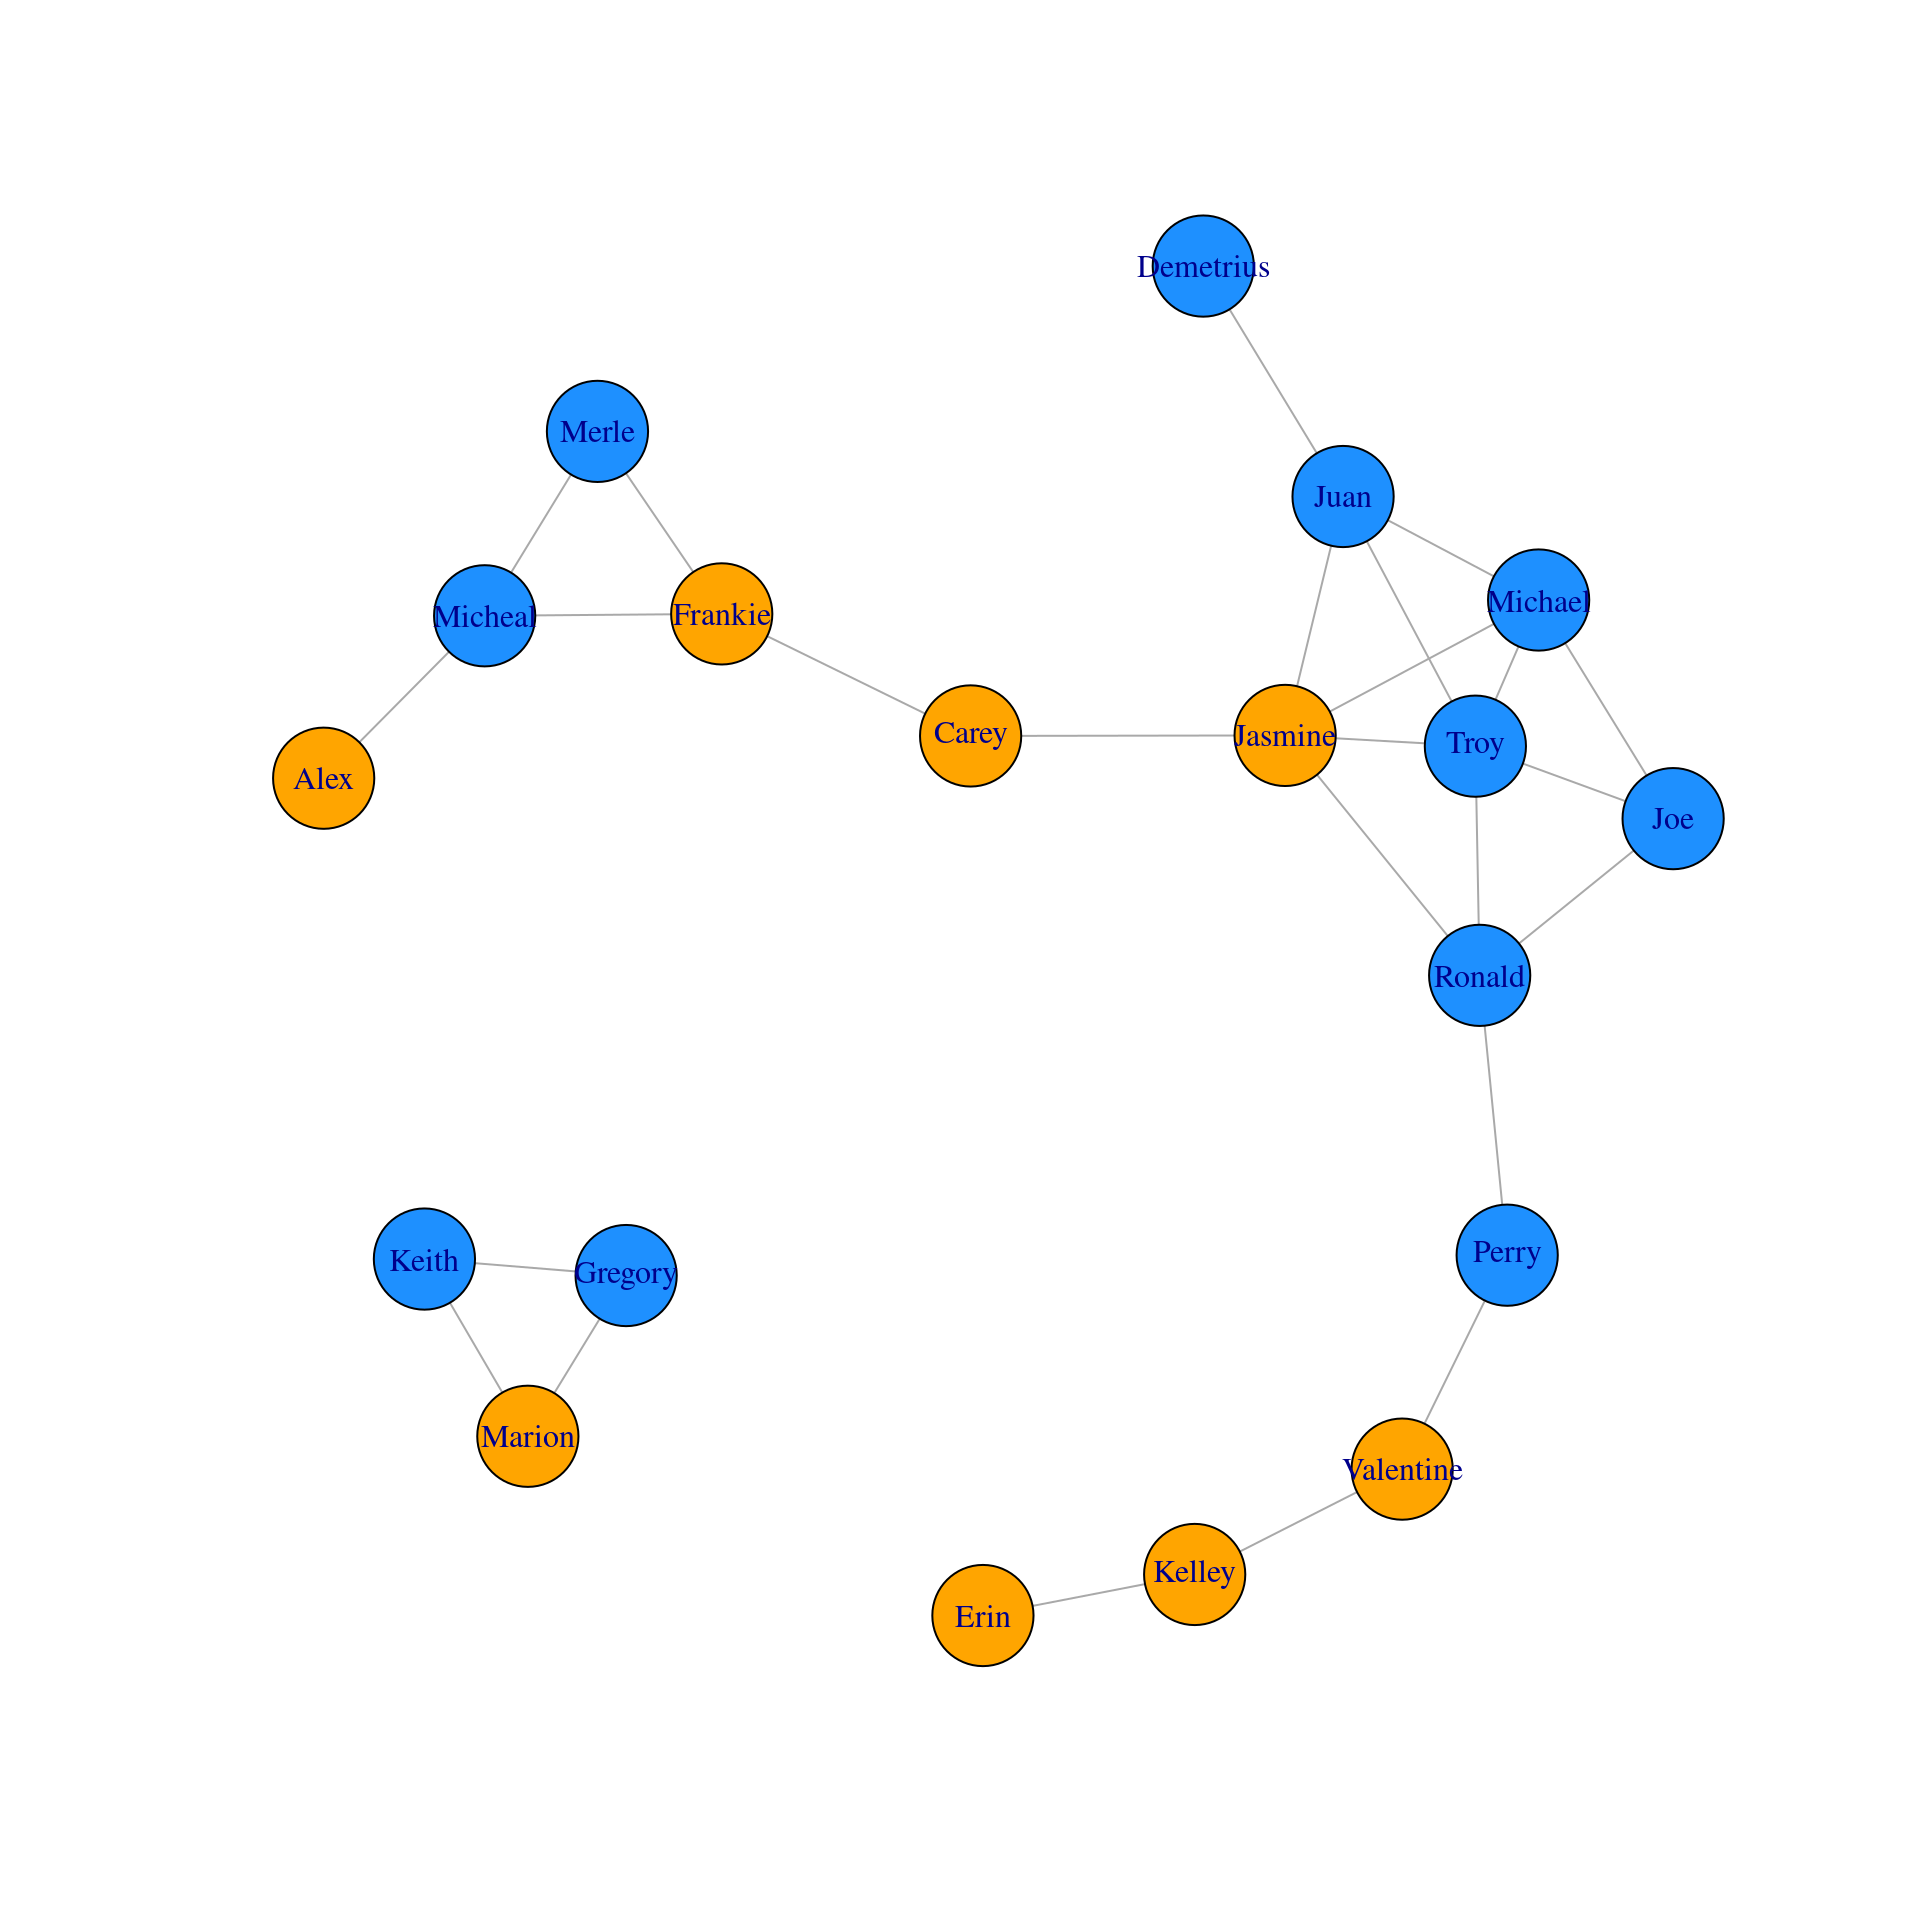 Demetrius
Merle
Juan
Michael
Micheal
Frankie
Carey
Jasmine
Troy
Alex
Joe
Ronald
Perry
Keith
Gregory
Marion
Valentine
Kelley
Erin